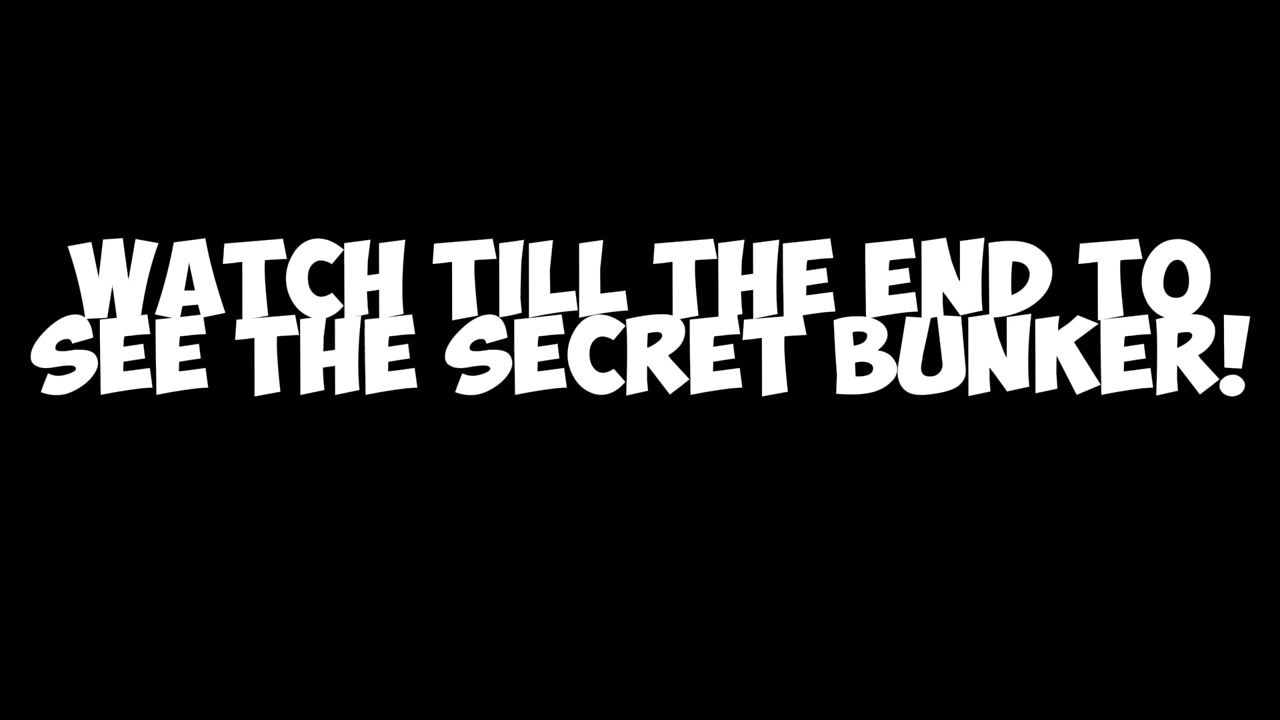 WATCH TILL THE END TO
SEE THE SECRET BUNKER!